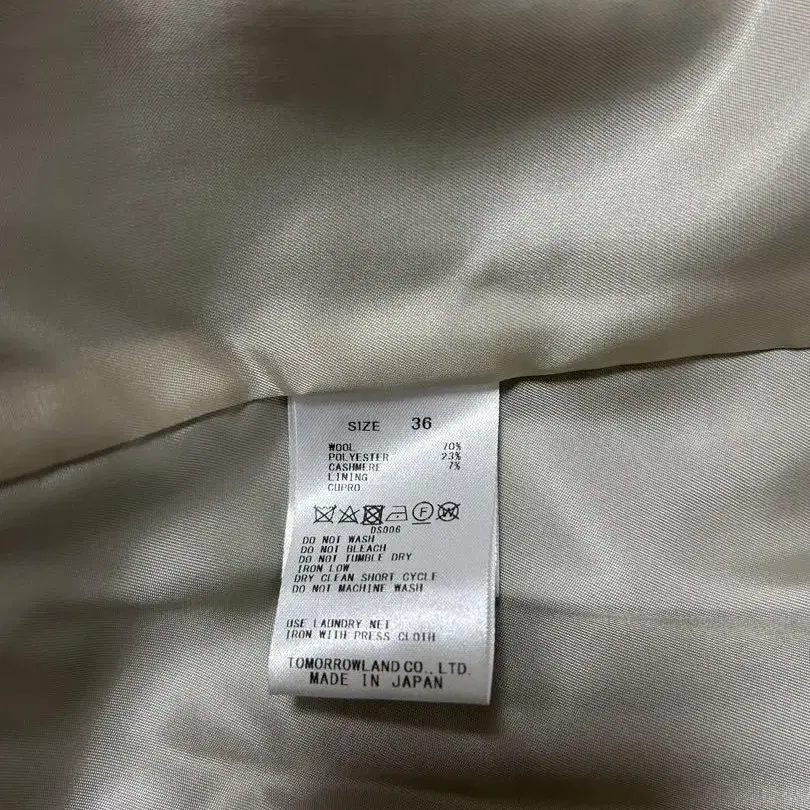 SIZE 36
WOOL 70%
POLYESTER 23%
CASHMERE 7%
LINING
CUPRO
F W
DS006
DO NOT WASH
DO NOT BLEACH
DO NOT TUMBLE DRY
IRON LOW
DRY CLEAN SHORT CYCLE
DO NOT MACHINE WASH
USE LAUNDRY NET
IRON WITH PRESS CLOTH
TOMORROWLAND CO., LTD.
MADE IN JAPAN